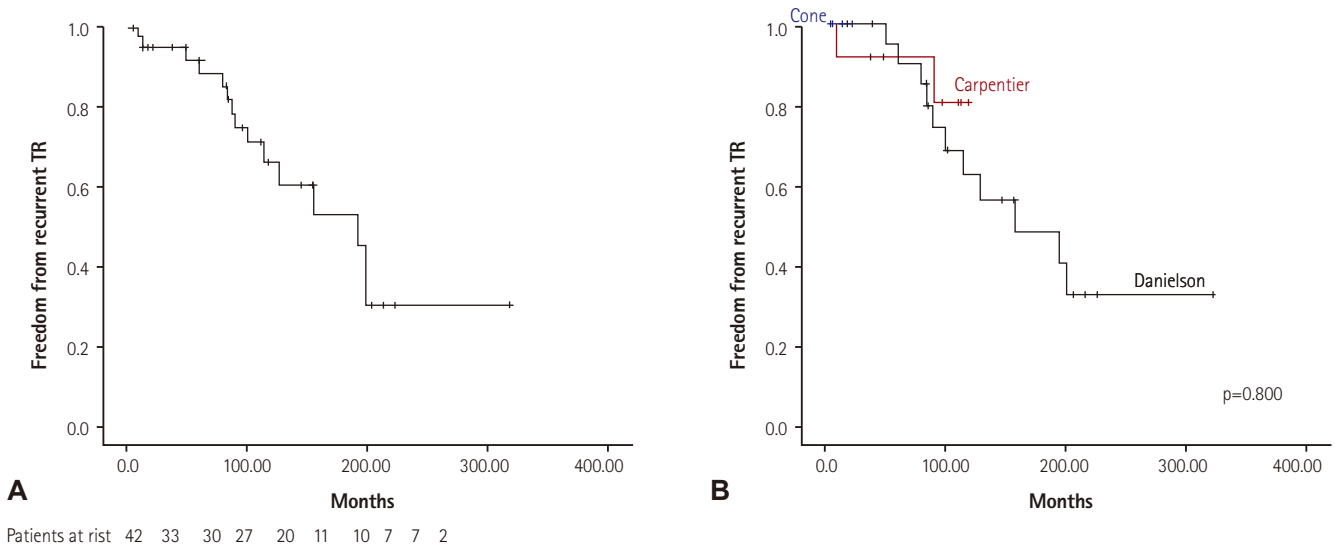 1.0
0.8
0.6
0.4
0.2
0.0
Freedom from recurrent TR
0.0 100.00 200.00 300.00 400.00
Months
A
Patients at rist 42 33 30 27 20 11 10 7 7 2
Cone
Carpentier
Danielson
p=0.800
1.0
0.8
0.6
0.4
0.2
0.0
Freedom from recurrent TR
0.0 100.00 200.00 300.00 400.00
Months
B